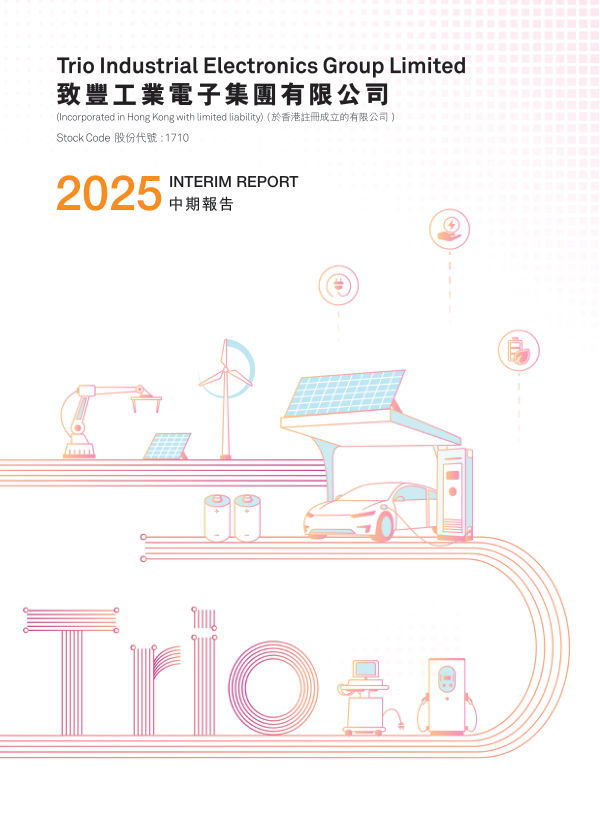 Trio Industrial Electronics Group Limited
致豐工業電子集團有限公司
(Incorporated in Hong Kong with limited liability) (於香港註冊成立的有限公司)
Stock Code 股份代號 : 1710
2025 INTERIM REPORT
中期報告
Trio